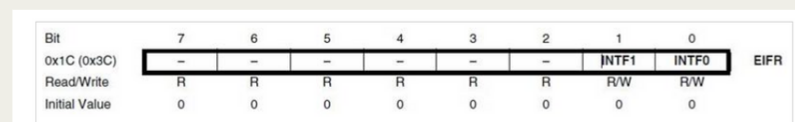 Bit 7 6 5 4 3 2 1 0
0x1C (0x3C) – – – – – – INTF1 INTF0 EIFR
Read/Write R R R R R R R/W R/W
Initial Value 0 0 0 0 0 0 0 0